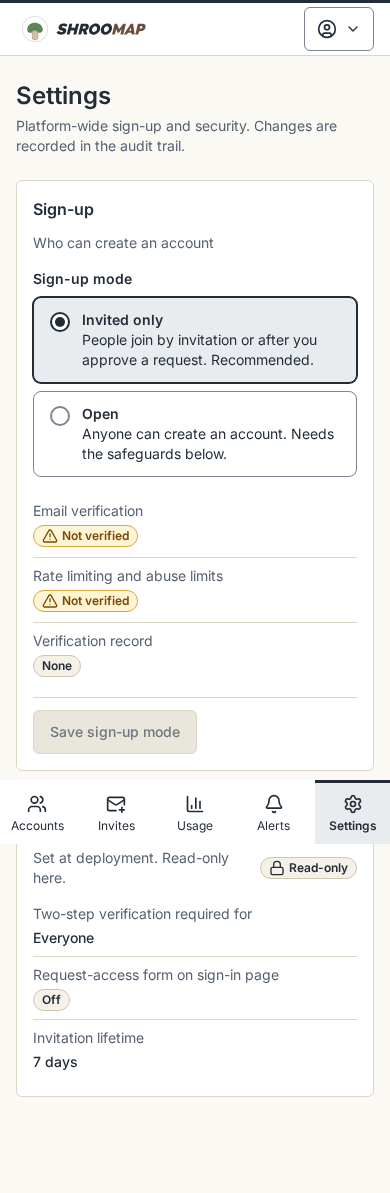 SHROOMAP
Settings
Platform-wide sign-up and security. Changes are
recorded in the audit trail.
Sign-up
Who can create an account
Sign-up mode
Invited only
People join by invitation or after you
approve a request. Recommended.
Open
Anyone can create an account. Needs
the safeguards below.
Email verification
Not verified
Rate limiting and abuse limits
Not verified
Verification record
None
Save sign-up mode
Accounts
Invites
Usage
Alerts
Settings
Set at deployment. Read-only
here.
Read-only
Two-step verification required for
Everyone
Request-access form on sign-in page
Off
Invitation lifetime
7 days